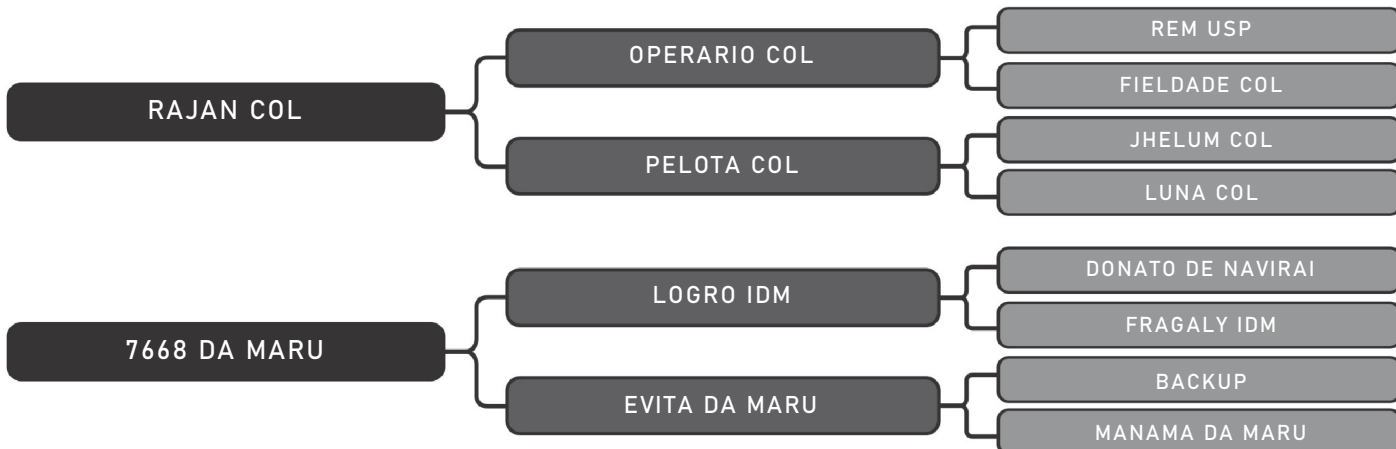 RAJAN COL
OPERARIO COL
REM USP
FIELDADE COL
PELOTA COL
JHELUM COL
LUNA COL
7668 DA MARU
LOGRO IDM
DONATO DE NAVIRAI
FRAGALY IDM
EVITA DA MARU
BACKUP
MANAMA DA MARU